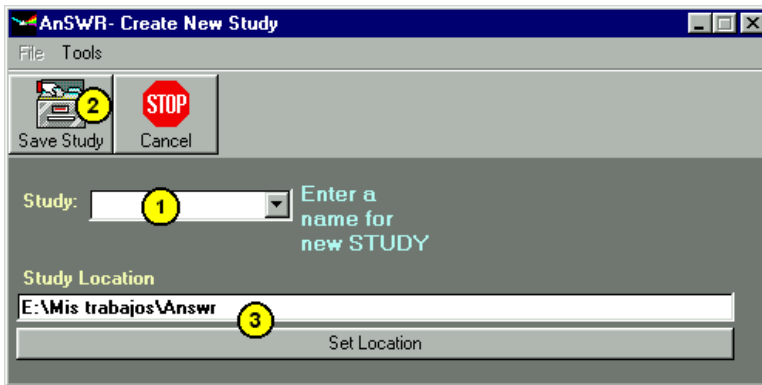 AnSWR- Create New Study
File Tools
2
STOP
Save Study Cancel
Study: 1 Enter a
name for
new STUDY
Study Location
E:\Mis trabajos\Answr
3
Set Location